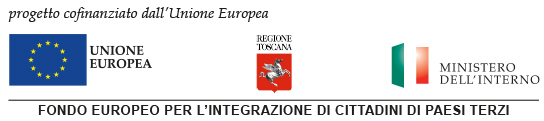 progetto cofinanziato dall'Unione Europea
UNIONE
EUROPEA
REGIONE
TOSCANA
MINISTERO
DELL'INTERNO
FONDO EUROPEO PER L'INTEGRAZIONE DI CITTADINI DI PAESI TERZI